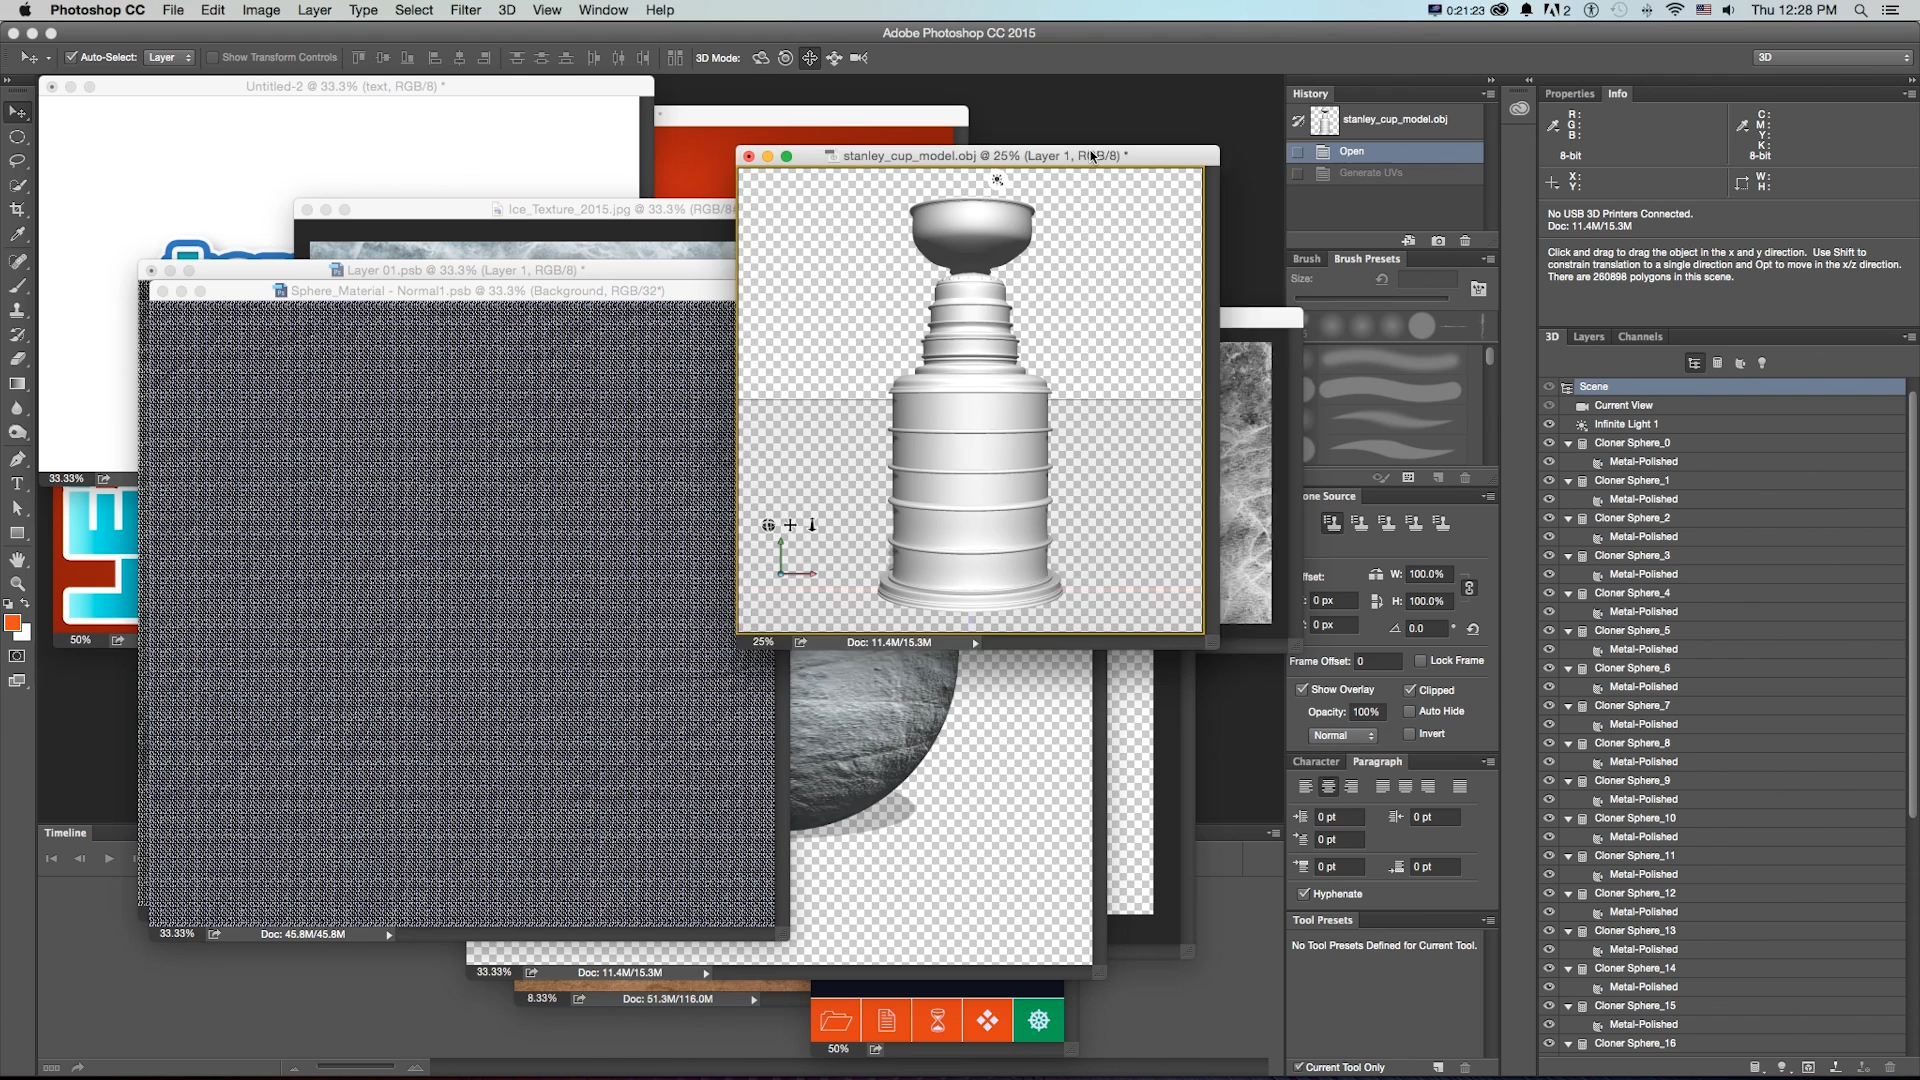 Photoshop CC File Edit Image Layer Type Select Filter 3D View Window Help
0:21:23 2 Thu 12:28 PM
Adobe Photoshop CC 2015
Auto-Select: Layer Show Transform Controls 3D Mode: 3D
Untitled-2 @ 33.3% (text, RGB/8) *
stanley_cup_model.obj @ 25% (Layer 1, RGB/8) *
Ice_Texture_2015.jpg @ 33.3% (RGB/8
Layer 01.psb @ 33.3% (Layer 1, RGB/8) *
Sphere_Material - Normal1.psb @ 33.3% (Background, RGB/32*)
33.33%
50%
25% Doc: 11.4M/15.3M
33.33% Doc: 45.8M/45.8M
33.33% Doc: 11.4M/15.3M
8.33% Doc: 51.3M/116.0M
50%
Timeline
History
stanley_cup_model.obj
Open
Generate UVs
Brush Brush Presets
Size:
one Source
ffset: W: 100.0%
0 px H: 100.0%
0 px 0.0 °
Frame Offset: 0 Lock Frame
Show Overlay Clipped
Opacity: 100% Auto Hide
Normal Invert
Character Paragraph
0 pt 0 pt
0 pt
0 pt 0 pt
Hyphenate
Tool Presets
No Tool Presets Defined for Current Tool.
Current Tool Only
Properties Info
R: C:
G: M:
B: Y:
K:
8-bit 8-bit
X: W:
Y: H:
No USB 3D Printers Connected.
Doc: 11.4M/15.3M
Click and drag to drag the object in the x and y direction. Use Shift to
constrain translation to a single direction and Opt to move in the x/z direction.
There are 260898 polygons in this scene.
3D Layers Channels
Scene
Current View
Infinite Light 1
Cloner Sphere_0
Metal-Polished
Cloner Sphere_1
Metal-Polished
Cloner Sphere_2
Metal-Polished
Cloner Sphere_3
Metal-Polished
Cloner Sphere_4
Metal-Polished
Cloner Sphere_5
Metal-Polished
Cloner Sphere_6
Metal-Polished
Cloner Sphere_7
Metal-Polished
Cloner Sphere_8
Metal-Polished
Cloner Sphere_9
Metal-Polished
Cloner Sphere_10
Metal-Polished
Cloner Sphere_11
Metal-Polished
Cloner Sphere_12
Metal-Polished
Cloner Sphere_13
Metal-Polished
Cloner Sphere_14
Metal-Polished
Cloner Sphere_15
Metal-Polished
Cloner Sphere_16